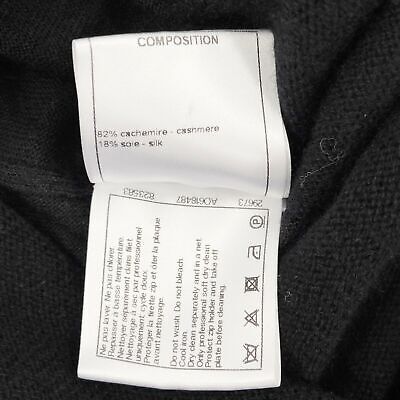 COMPOSITION
82% cachemire - cashmere
18% soie - silk
29673 AO616487 823583
Ne pas laver. Ne pas chlorer.
Repasser à basse température.
Nettoyer séparément dans filet
Nettoyage à sec par professionnel
uniquement cycle doux.
Protéger la tirette zip et ôter la plaque
avant nettoyage.
Do not wash. Do not bleach.
Cool iron.
Dry clean separately and in a net
Only professional soft dry clean
Protect zip holder and take off
plate before cleaning.
P